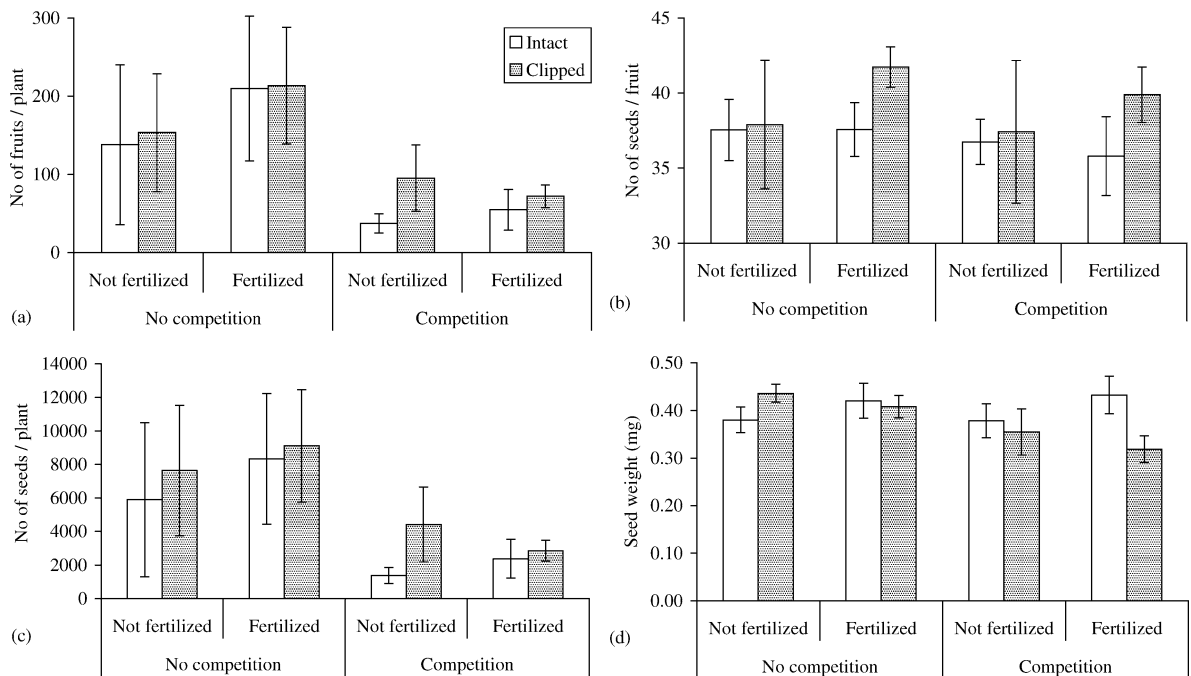 300
200
100
0
No of fruits / plant
Intact
Clipped
Not fertilized Fertilized Not fertilized Fertilized
No competition Competition
(a)
45
40
35
30
No of seeds / fruit
Not fertilized Fertilized Not fertilized Fertilized
No competition Competition
(b)
14000
12000
10000
8000
6000
4000
2000
0
No of seeds / plant
Not fertilized Fertilized Not fertilized Fertilized
No competition Competition
(c)
0.50
0.40
0.30
0.20
0.10
0.00
Seed weight (mg)
Not fertilized Fertilized Not fertilized Fertilized
No competition Competition
(d)